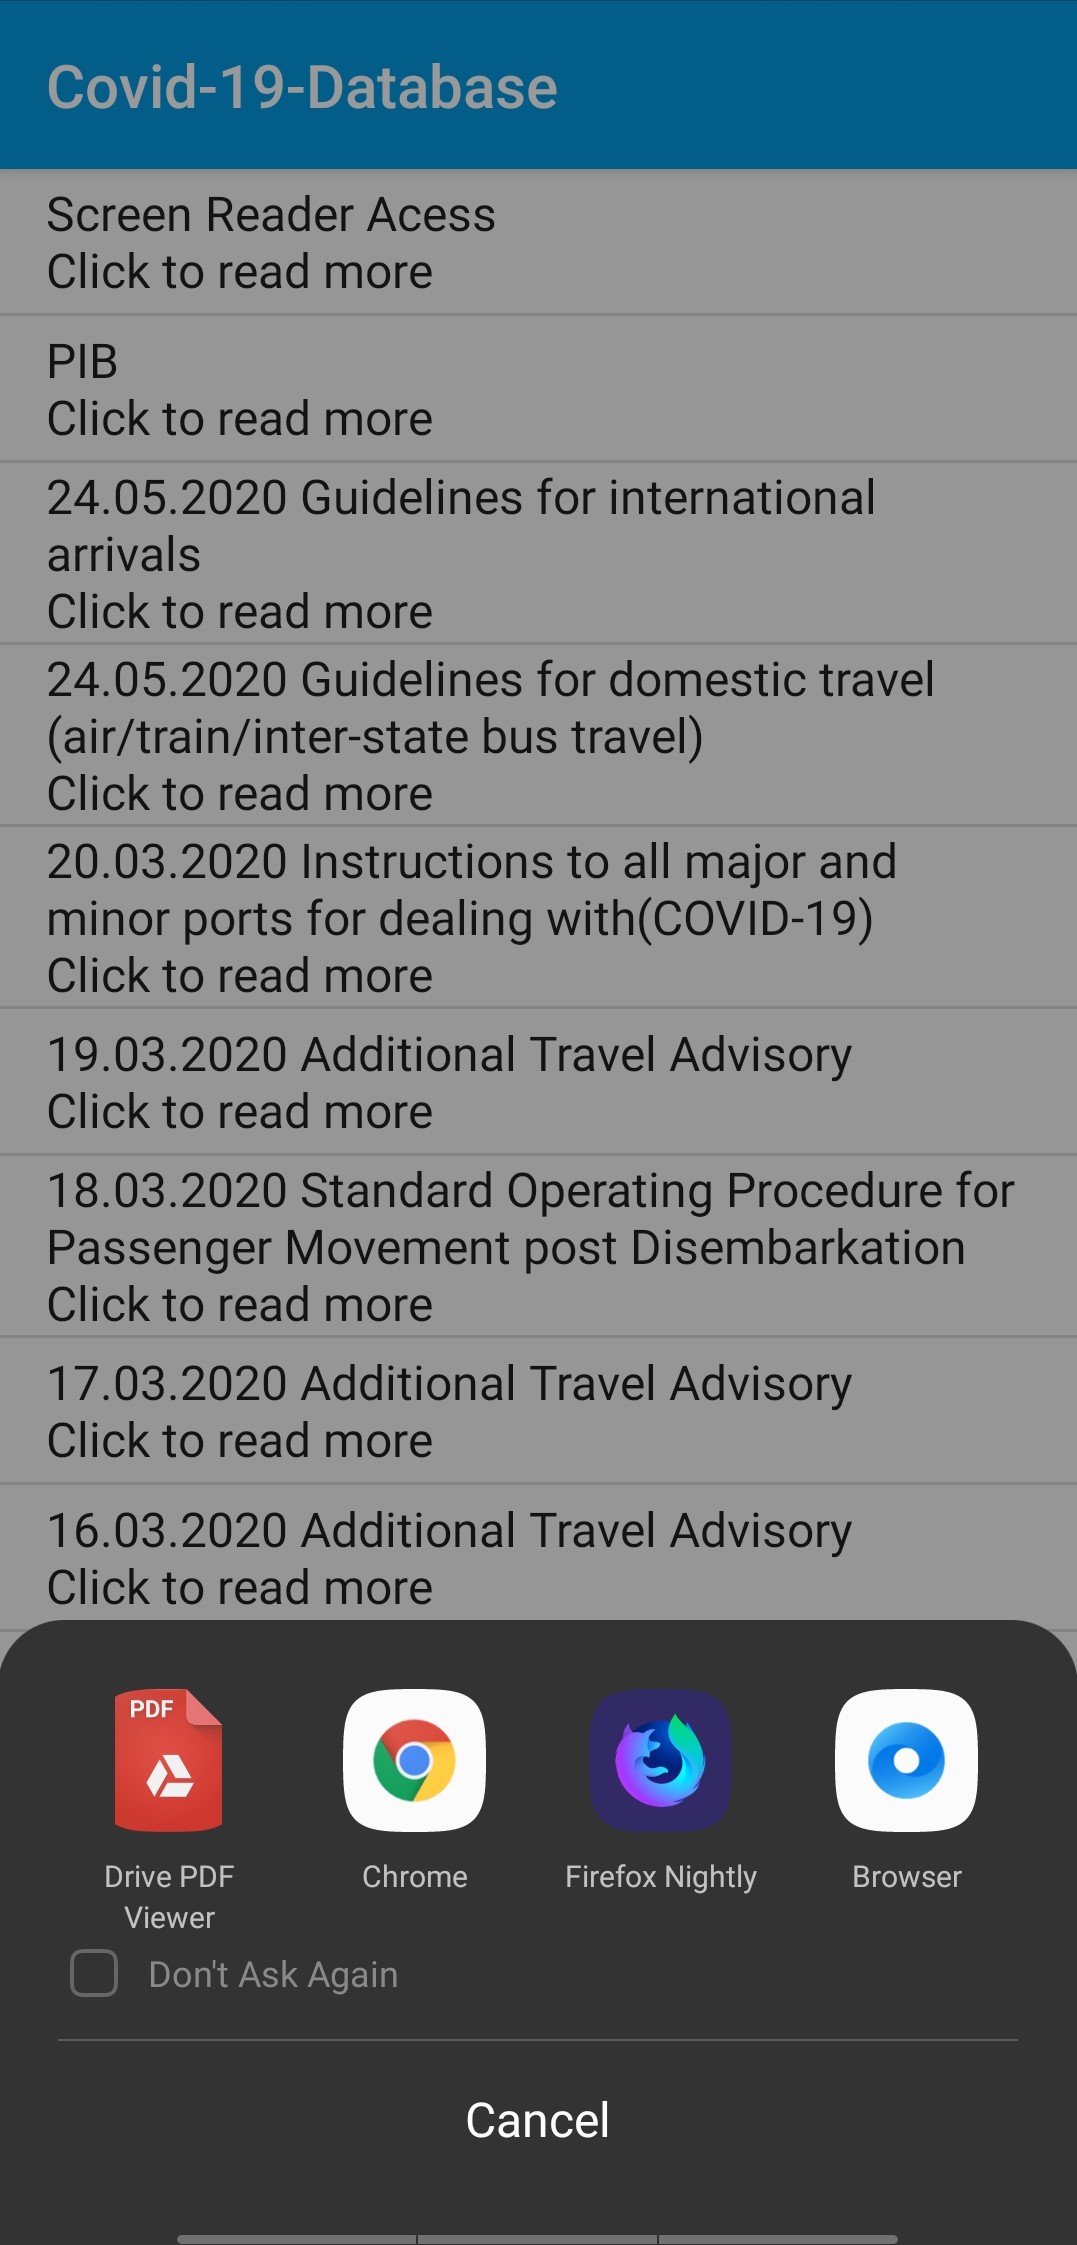 Covid-19-Database
Screen Reader Acess
Click to read more
PIB
Click to read more
24.05.2020 Guidelines for international
arrivals
Click to read more
24.05.2020 Guidelines for domestic travel
(air/train/inter-state bus travel)
Click to read more
20.03.2020 Instructions to all major and
minor ports for dealing with(COVID-19)
Click to read more
19.03.2020 Additional Travel Advisory
Click to read more
18.03.2020 Standard Operating Procedure for
Passenger Movement post Disembarkation
Click to read more
17.03.2020 Additional Travel Advisory
Click to read more
16.03.2020 Additional Travel Advisory
Click to read more
PDF
Drive PDF
Viewer
Chrome
Firefox Nightly
Browser
Don't Ask Again
Cancel